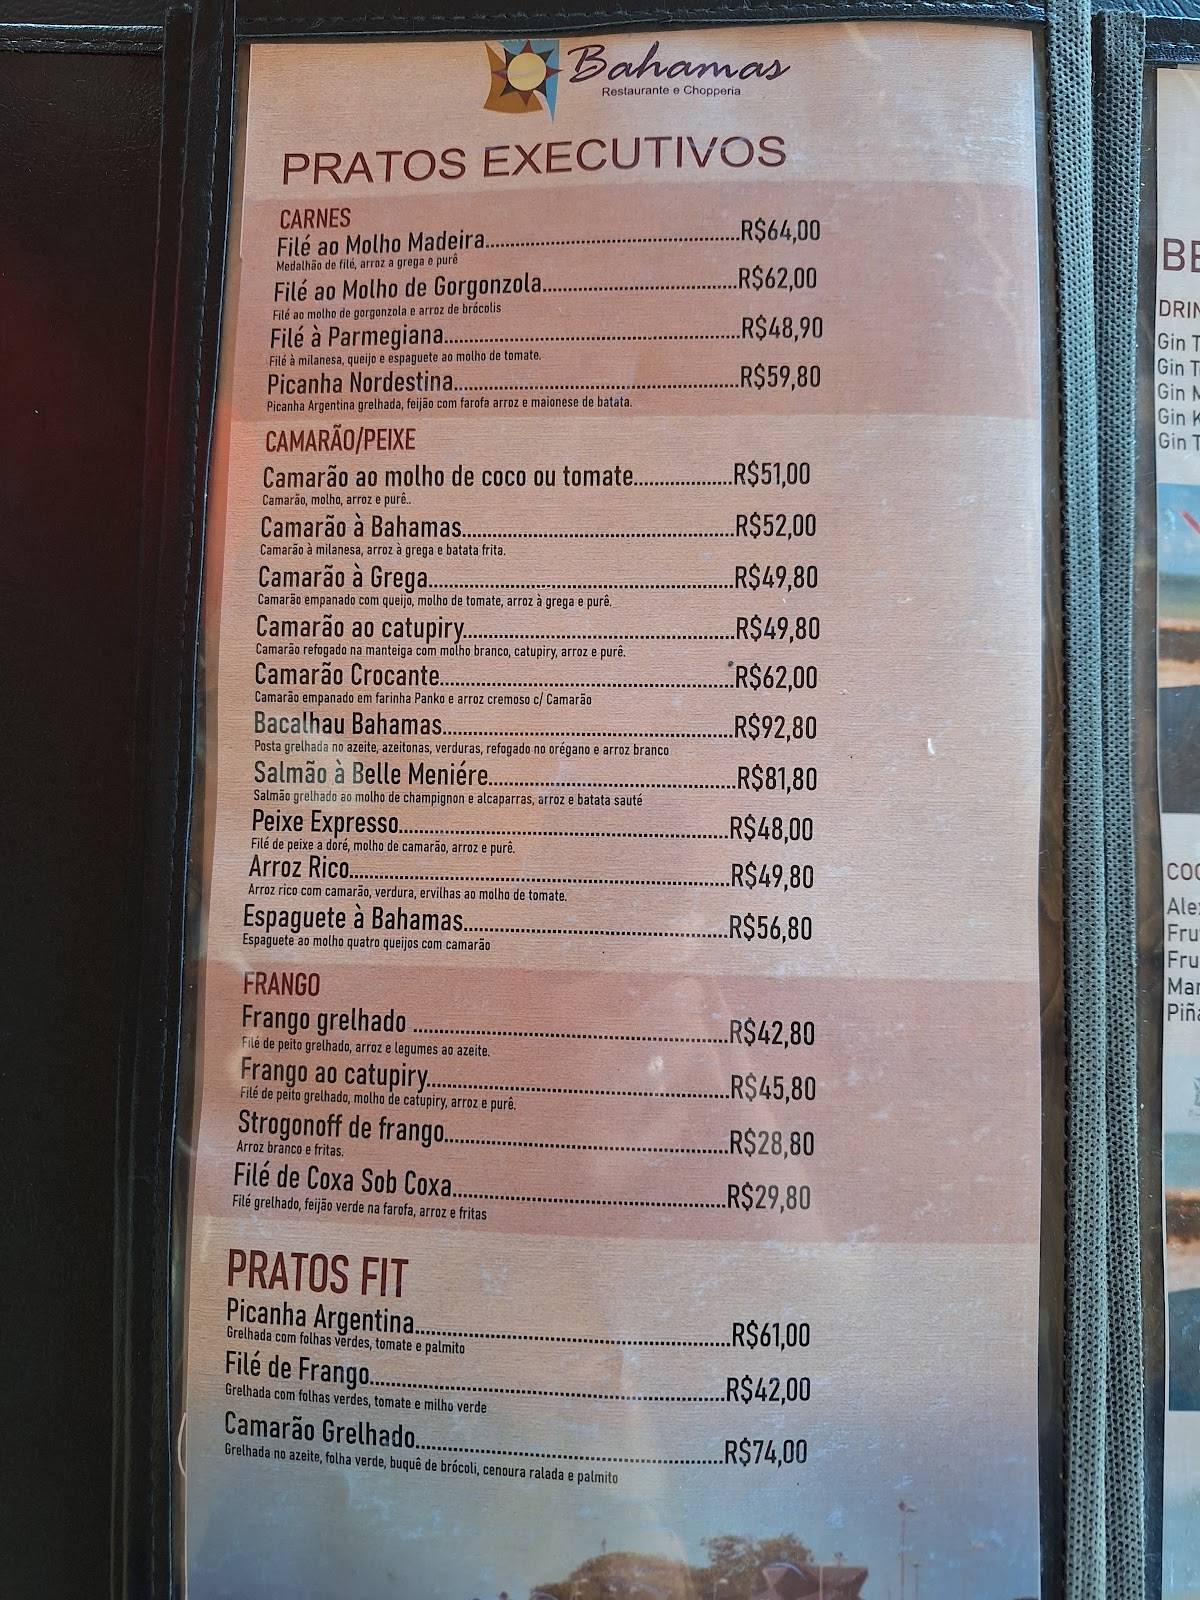 Bahamas
Restaurante e Chopperia
PRATOS EXECUTIVOS
CARNES
Filé ao Molho Madeira.....R$64,00
Medalhão de filé, arroz a grega e purê
Filé ao Molho de Gorgonzola.....R$62,00
Filé ao molho de gorgonzola e arroz de brócolis
Filé à Parmegiana.....R$48,90
Filé à milanesa, queijo e espaguete ao molho de tomate.
Picanha Nordestina.....R$59,80
Picanha Argentina grelhada, feijão com farofa arroz e maionese de batata.
CAMARÃO/PEIXE
Camarão ao molho de coco ou tomate.....R$51,00
Camarão, molho, arroz e purê..
Camarão à Bahamas.....R$52,00
Camarão à milanesa, arroz à grega e batata frita.
Camarão à Grega.....R$49,80
Camarão empanado com queijo, molho de tomate, arroz à grega e purê.
Camarão ao catupiry.....R$49,80
Camarão refogado na manteiga com molho branco, catupiry, arroz e purê.
Camarão Crocante.....R$62,00
Camarão empanado em farinha Panko e arroz cremoso c/ Camarão
Bacalhau Bahamas.....R$92,80
Posta grelhada no azeite, azeitonas, verduras, refogado no orégano e arroz branco
Salmão à Belle Meniére.....R$81,80
Salmão grelhado ao molho de champignon e alcaparras, arroz e batata sauté
Peixe Expresso.....R$48,00
Filé de peixe a doré, molho de camarão, arroz e purê.
Arroz Rico.....R$49,80
Arroz rico com camarão, verdura, ervilhas ao molho de tomate.
Espaguete à Bahamas.....R$56,80
Espaguete ao molho quatro queijos com camarão
FRANGO
Frango grelhado .....R$42,80
Filé de peito grelhado, arroz e legumes ao azeite.
Frango ao catupiry.....R$45,80
Filé de peito grelhado, molho de catupiry, arroz e purê.
Strogonoff de frango.....R$28,80
Arroz branco e fritas.
Filé de Coxa Sob Coxa.....R$29,80
Filé grelhado, feijão verde na farofa, arroz e fritas
PRATOS FIT
Picanha Argentina.....R$61,00
Grelhada com folhas verdes, tomate e palmito
Filé de Frango.....R$42,00
Grelhada com folhas verdes, tomate e milho verde
Camarão Grelhado.....R$74,00
Grelhada no azeite, folha verde, buquê de brócoli, cenoura ralada e palmito
Gin
Gin
Gin
Gin
Gin